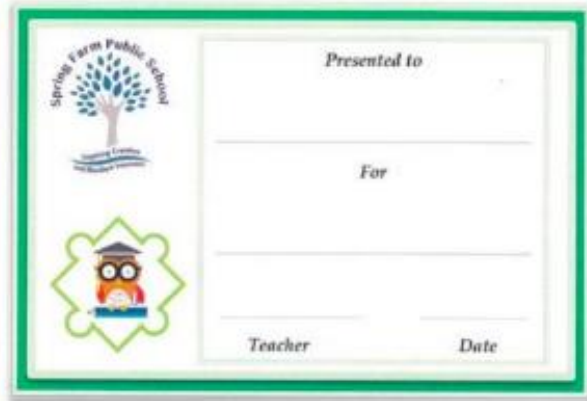 Spring Farm Public School
Presented to
For
Teacher
Date